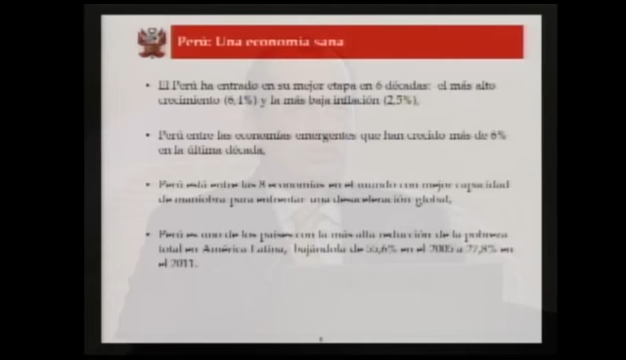 Perú: Una economía sana
• El Perú ha entrado en su mejor etapa en 6 décadas: el más alto
crecimiento (6,1%) y la más baja inflación (2,5%).
• Perú entre las economías emergentes que han crecido más de 6%
en la última década.
• Perú está entre las 8 economías en el mundo con mejor capacidad
de maniobra para enfrentar una desaceleración global.
• Perú es uno de los países con la más alta reducción de la pobreza
total en América Latina, bajándola de 55,6% en el 2005 a 27,8% en
el 2011.